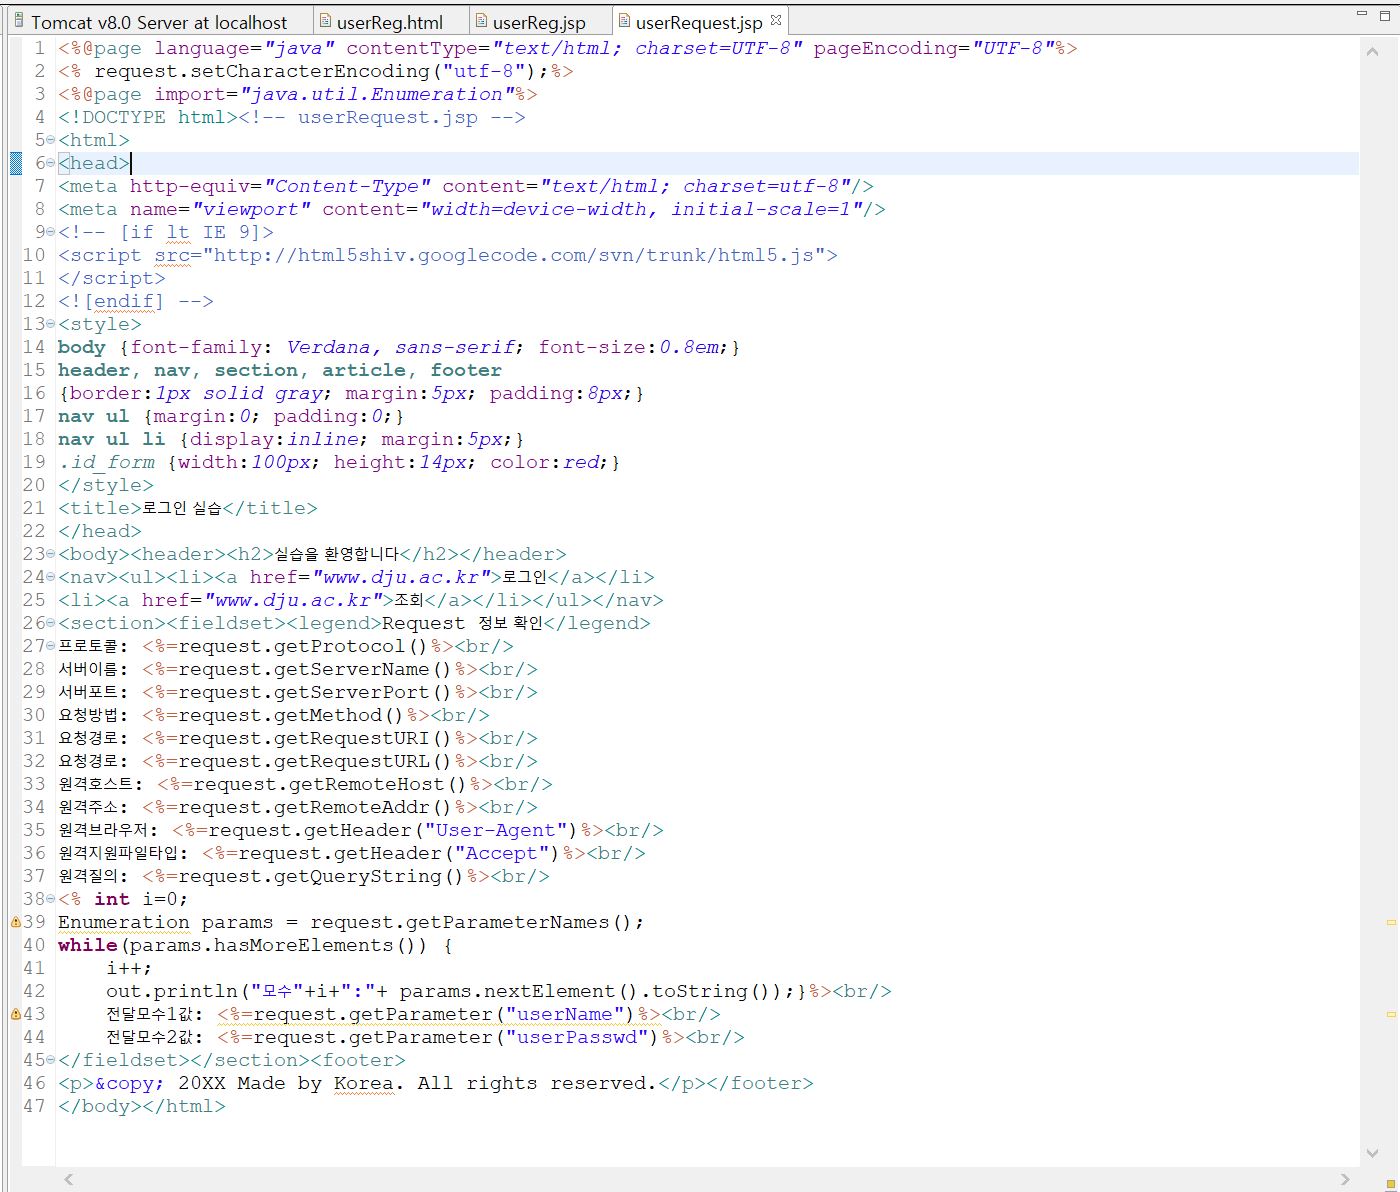 Tomcat v8.0 Server at localhost userReg.html userReg.jsp userRequest.jsp
1 <%@page language="java" contentType="text/html; charset=UTF-8" pageEncoding="UTF-8"%>
2 <% request.setCharacterEncoding("utf-8");%>
3 <%@page import="java.util.Enumeration"%>
4 <!DOCTYPE html><!-- userRequest.jsp -->
5 <html>
6 <head>
7 <meta http-equiv="Content-Type" content="text/html; charset=utf-8"/>
8 <meta name="viewport" content="width=device-width, initial-scale=1"/>
9 <!-- [if lt IE 9]>
10 <script src="http://html5shiv.googlecode.com/svn/trunk/html5.js">
11 </script>
12 <![endif] -->
13 <style>
14 body {font-family: Verdana, sans-serif; font-size:0.8em;}
15 header, nav, section, article, footer
16 {border:1px solid gray; margin:5px; padding:8px;}
17 nav ul {margin:0; padding:0;}
18 nav ul li {display:inline; margin:5px;}
19 .id_form {width:100px; height:14px; color:red;}
20 </style>
21 <title>로그인 실습</title>
22 </head>
23 <body><header><h2>실습을 환영합니다</h2></header>
24 <nav><ul><li><a href="www.dju.ac.kr">로그인</a></li>
25 <li><a href="www.dju.ac.kr">조회</a></li></ul></nav>
26 <section><fieldset><legend>Request 정보 확인</legend>
27 프로토콜: <%=request.getProtocol()%><br/>
28 서버이름: <%=request.getServerName()%><br/>
29 서버포트: <%=request.getServerPort()%><br/>
30 요청방법: <%=request.getMethod()%><br/>
31 요청경로: <%=request.getRequestURI()%><br/>
32 요청경로: <%=request.getRequestURL()%><br/>
33 원격호스트: <%=request.getRemoteHost()%><br/>
34 원격주소: <%=request.getRemoteAddr()%><br/>
35 원격브라우저: <%=request.getHeader("User-Agent")%><br/>
36 원격지원파일타입: <%=request.getHeader("Accept")%><br/>
37 원격질의: <%=request.getQueryString()%><br/>
38 <% int i=0;
39 Enumeration params = request.getParameterNames();
40 while(params.hasMoreElements()) {
41 i++;
42 out.println("모수"+i+":"+ params.nextElement().toString());}%><br/>
43 전달모수1값: <%=request.getParameter("userName")%><br/>
44 전달모수2값: <%=request.getParameter("userPasswd")%><br/>
45 </fieldset></section><footer>
46 <p>&copy; 20XX Made by Korea. All rights reserved.</p></footer>
47 </body></html>